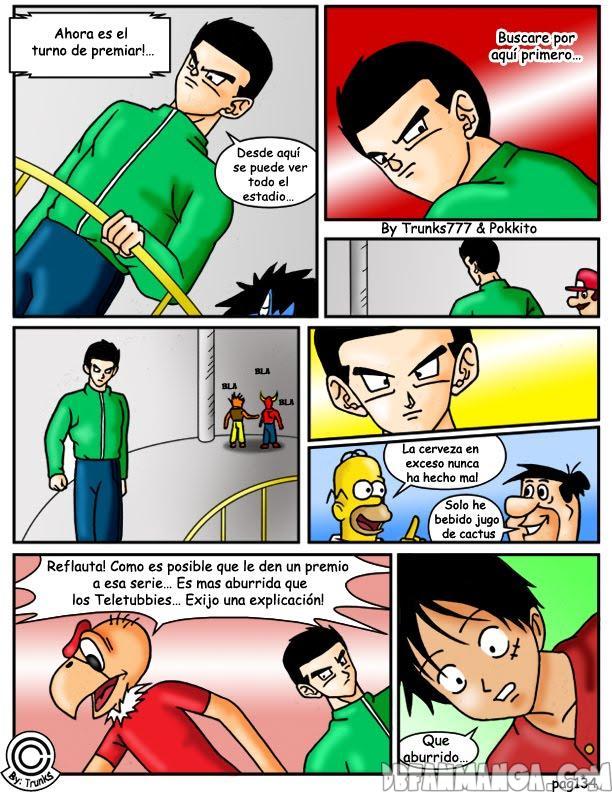 Ahora es el
turno de premiar!...
Buscare por
aquí primero...
Desde aquí
se puede ver
todo el
estadio...
By Trunks777 & Pokkito
BLA
BLA
BLA
La cerveza en
exceso nunca
ha hecho mal
Solo he
bebido jugo
de cactus
Reflauta! Como es posible que le den un premio
a esa serie... Es mas aburrida que
los Teletubbies... Exijo una explicación!
Que
aburrido...
C
By: Trunks
DBFANMANGA.COM
pag134